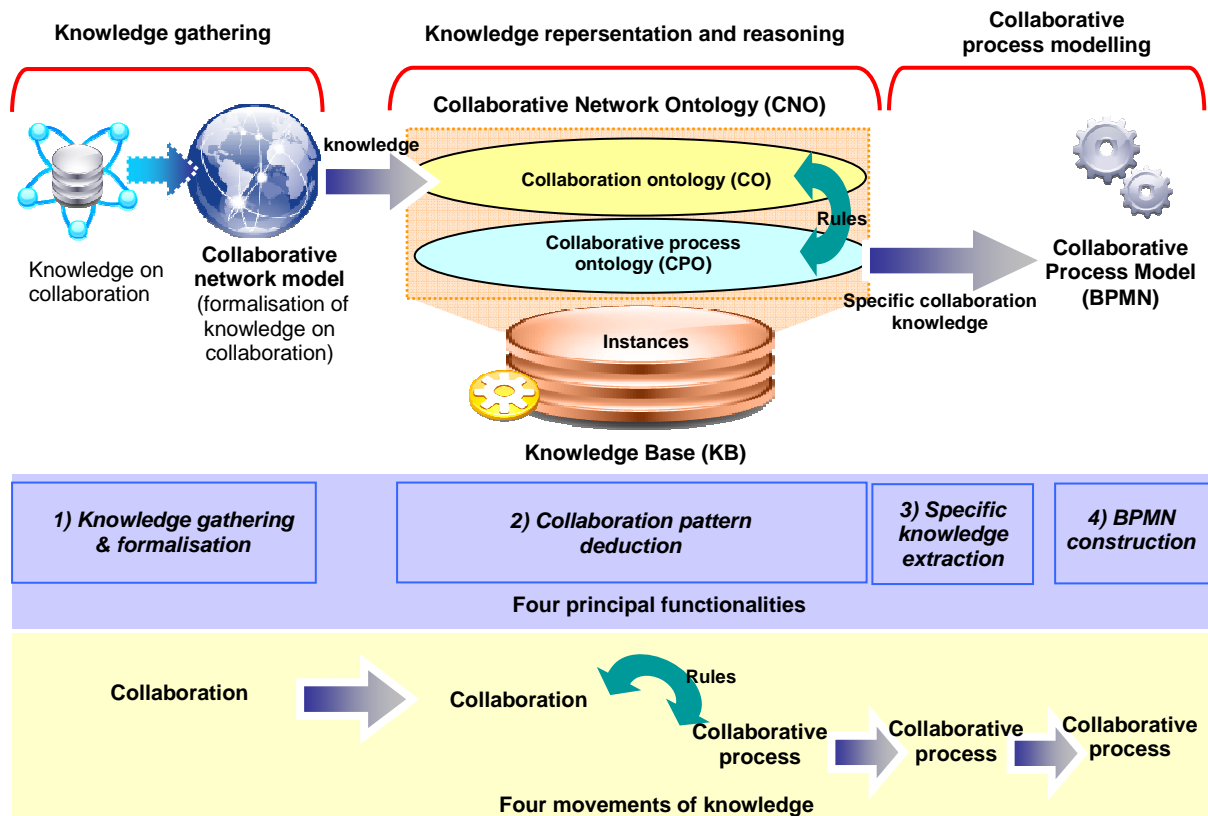 Knowledge gathering
Knowledge repersentation and reasoning
Collaborative
process modelling
Collaborative Network Ontology (CNO)
knowledge
Collaboration ontology (CO)
Rules
Collaborative process
ontology (CPO)
Knowledge on
collaboration
Collaborative
network model
(formalisation of
knowledge on
collaboration)
Specific collaboration
knowledge
Collaborative
Process Model
(BPMN)
Instances
Knowledge Base (KB)
1) Knowledge gathering
& formalisation
2) Collaboration pattern
deduction
3) Specific
knowledge
extraction
4) BPMN
construction
Four principal functionalities
Collaboration
Collaboration
Rules
Collaborative
process
Collaborative
process
Collaborative
process
Four movements of knowledge